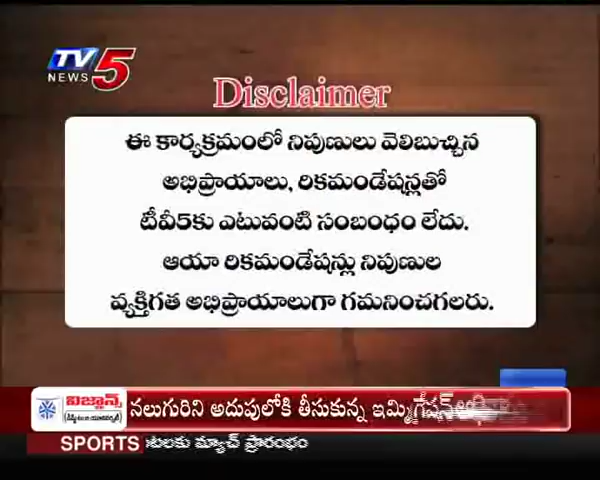 TV5
NEWS
Disclaimer
ఈ కార్యక్రమంలో నిపుణులు వెలిబుచ్చిన
అభిప్రాయాలు, రికమండేషన్లతో
టీవీ5కు ఎటువంటి సంబంధం లేదు.
ఆయా రికమండేషన్లు నిపుణుల
వ్యక్తిగత అభిప్రాయాలుగా గమనించగలరు.
విజ్ఞాన్స్
నలుగురిని అదుపులోకి తీసుకున్న ఇమ్మిగ్రేషన్
SPORTS
మ్యాచ్ ప్రారంభం